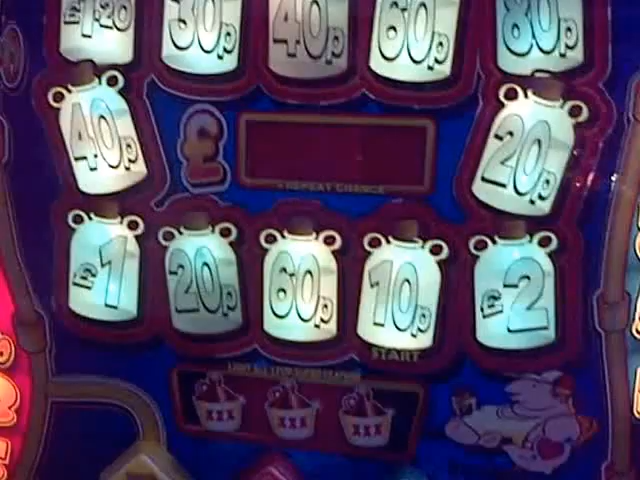 £1·20 30p 40p 60p 80p
40p £ 20p
REPEAT CHANCE
£1 20p 60p 10p £2
START
XXX XXX XXX